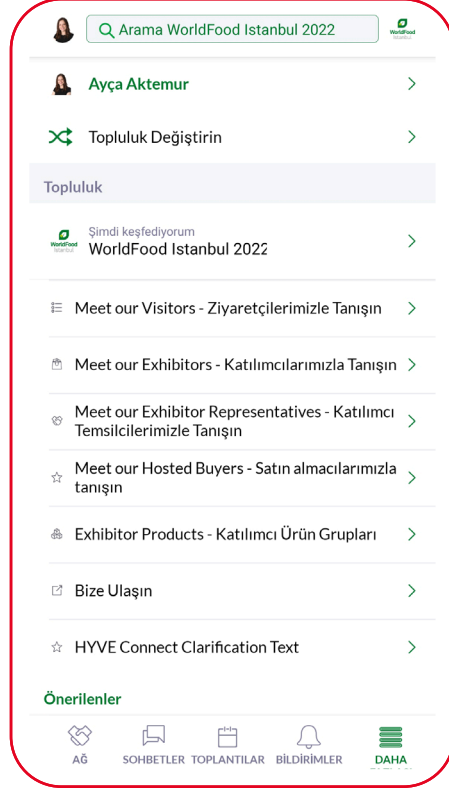 Arama WorldFood Istanbul 2022
WorldFood
Istanbul
Ayça Aktemur
Topluluk Değiştirin
Topluluk
Şimdi keşfediyorum
WorldFood
Istanbul
WorldFood Istanbul 2022
Meet our Visitors - Ziyaretçilerimizle Tanışın
Meet our Exhibitors - Katılımcılarımızla Tanışın
Meet our Exhibitor Representatives - Katılımcı
Temsilcilerimizle Tanışın
Meet our Hosted Buyers - Satın almacılarımızla
tanışın
Exhibitor Products - Katılımcı Ürün Grupları
Bize Ulaşın
HYVE Connect Clarification Text
Önerilenler
AĞ SOHBETLER TOPLANTILAR BİLDİRİMLER DAHA